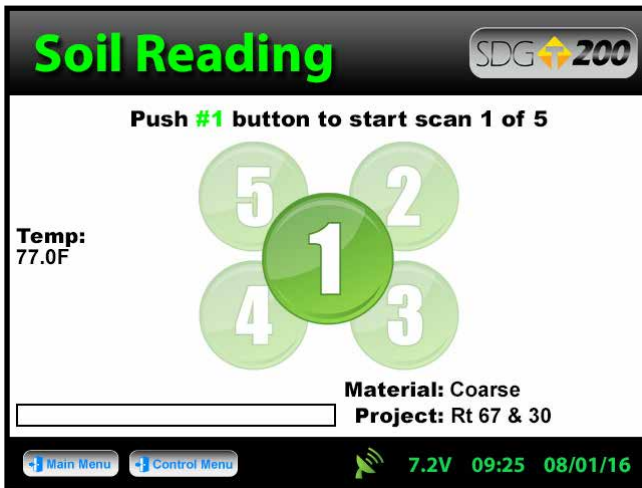 Soil Reading
SDG T 200
Push #1 button to start scan 1 of 5
5 2
1
4 3
Temp:
77.0F
Material: Coarse
Project: Rt 67 & 30
Main Menu Control Menu 7.2V 09:25 08/01/16